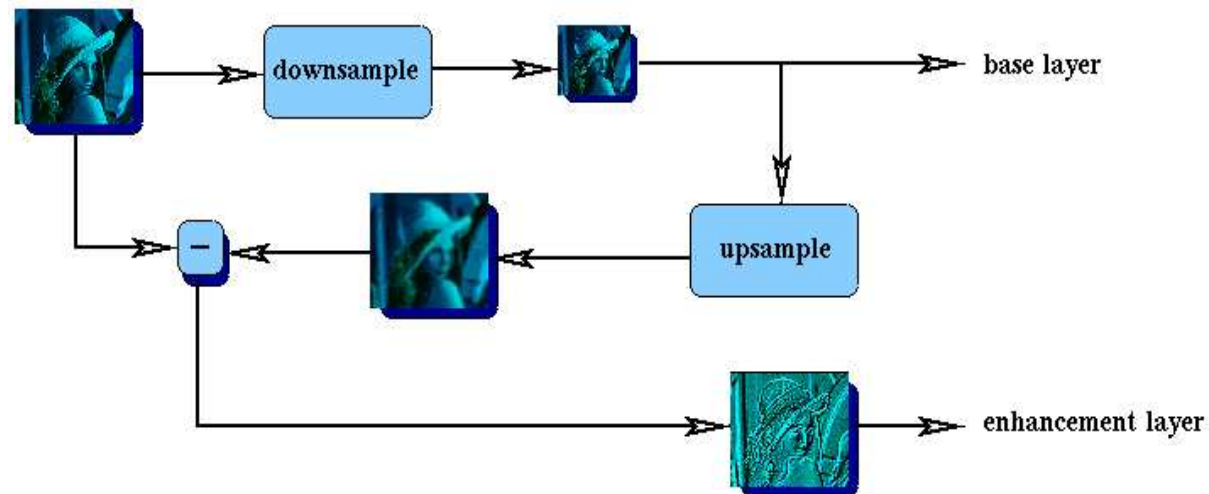 downsample
base layer
−
upsample
enhancement layer